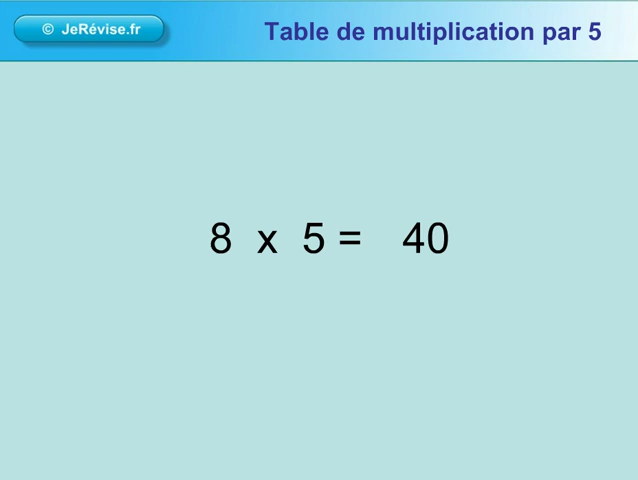 © JeRévise.fr
Table de multiplication par 5
8 x 5 = 40